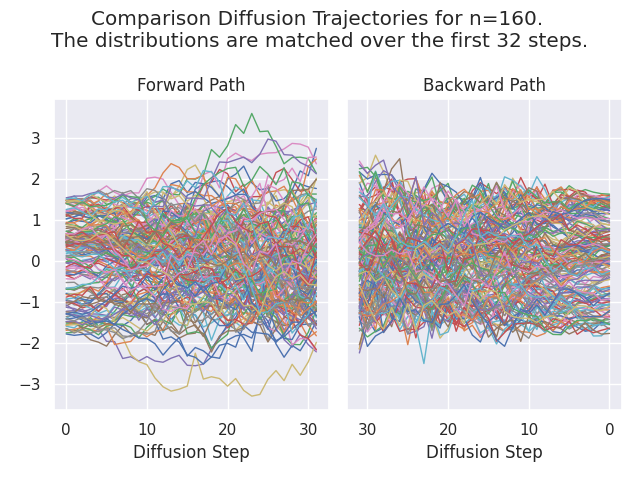 Comparison Diffusion Trajectories for n=160.
The distributions are matched over the first 32 steps.
Forward Path
Backward Path
3
2
1
0
−1
−2
−3
0 10 20 30
30 20 10 0
Diffusion Step
Diffusion Step